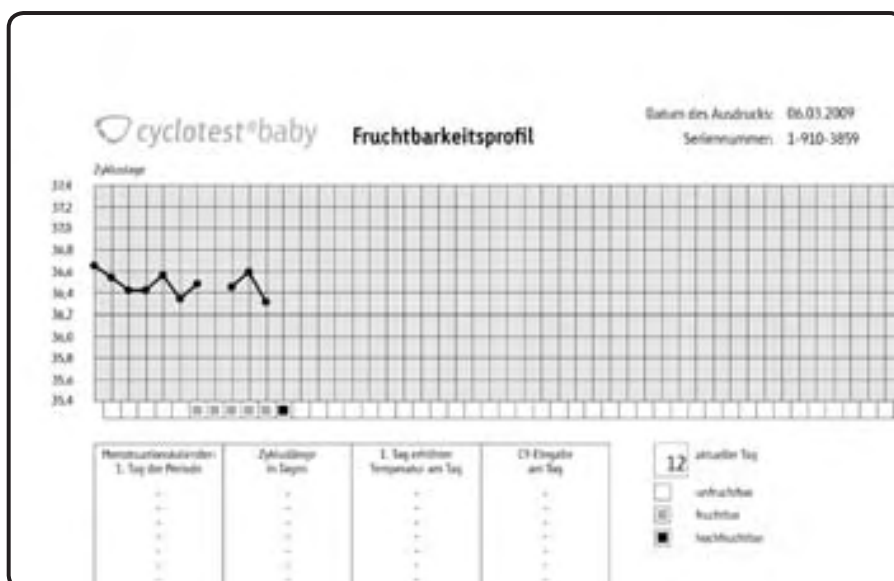 cyclotest®baby
Fruchtbarkeitsprofil
Datum des Ausdrucks: 06.03.2009
Seriennummer: 1-910-3859
Zyklustage
37,4
37,2
37,0
36,8
36,6
36,4
36,2
36,0
35,8
35,6
35,4
Menstruationskalender:
1. Tag der Periode
Zykluslänge
in Tagen
1. Tag erhöhter
Temperatur am Tag
CY-Eingabe
am Tag
12 aktueller Tag
unfruchtbar
fruchtbar
hochfruchtbar